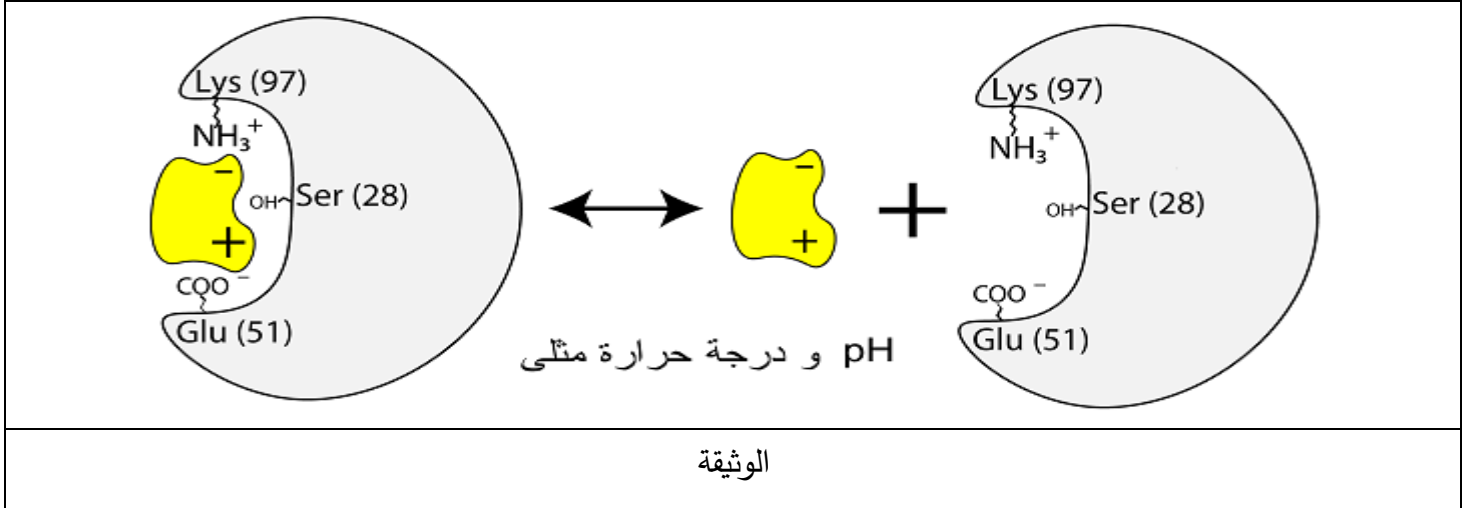 Lys (97)
NH₃⁺
−
OH
Ser (28)
+
COO⁻
Glu (51)
−
+
+
Lys (97)
NH₃⁺
OH
Ser (28)
COO⁻
Glu (51)
pH و درجة حرارة مثلى
الوثيقة